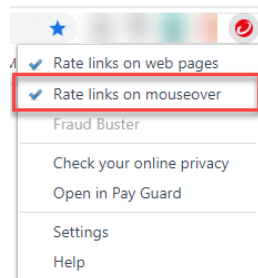 Rate links on web pages
Rate links on mouseover
Fraud Buster
Check your online privacy
Open in Pay Guard
Settings
Help